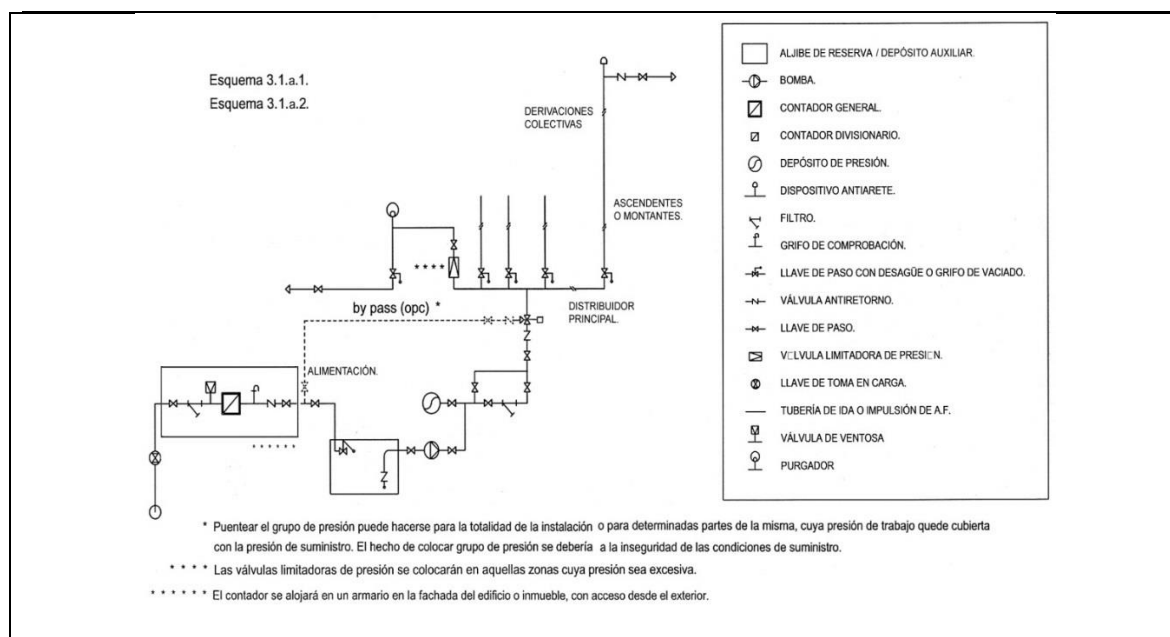 Esquema 3.1.a.1.
Esquema 3.1.a.2.
DERIVACIONES
COLECTIVAS
ASCENDENTES
O MONTANTES.
* * * *
by pass (opc) *
DISTRIBUIDOR
PRINCIPAL.
ALIMENTACIÓN.
* * * * * *
ALJIBE DE RESERVA / DEPÓSITO AUXILIAR.
BOMBA.
CONTADOR GENERAL.
CONTADOR DIVISIONARIO.
DEPÓSITO DE PRESIÓN.
DISPOSITIVO ANTIARETE.
FILTRO.
GRIFO DE COMPROBACIÓN.
LLAVE DE PASO CON DESAGÜE O GRIFO DE VACIADO.
VÁLVULA ANTIRETORNO.
LLAVE DE PASO.
V□LVULA LIMITADORA DE PRESI□N.
LLAVE DE TOMA EN CARGA.
TUBERÍA DE IDA O IMPULSIÓN DE A.F.
VÁLVULA DE VENTOSA
PURGADOR
* Puentear el grupo de presión puede hacerse para la totalidad de la instalación o para determinadas partes de la misma, cuya presión de trabajo quede cubierta
con la presión de suministro. El hecho de colocar grupo de presión se debería a la inseguridad de las condiciones de suministro.
* * * * Las válvulas limitadoras de presión se colocarán en aquellas zonas cuya presión sea excesiva.
* * * * * * El contador se alojará en un armario en la fachada del edificio o inmueble, con acceso desde el exterior.